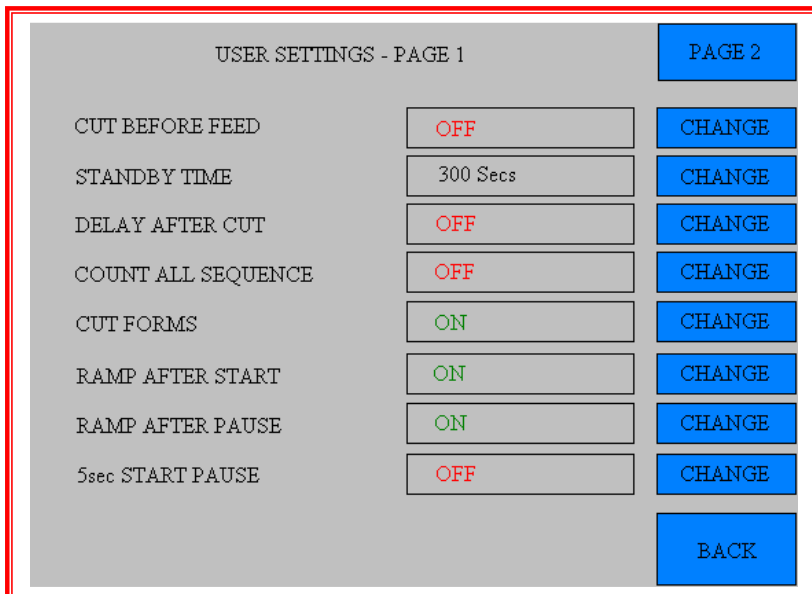 USER SETTINGS - PAGE 1 PAGE 2
CUT BEFORE FEED OFF CHANGE
STANDBY TIME 300 Secs CHANGE
DELAY AFTER CUT OFF CHANGE
COUNT ALL SEQUENCE OFF CHANGE
CUT FORMS ON CHANGE
RAMP AFTER START ON CHANGE
RAMP AFTER PAUSE ON CHANGE
5sec START PAUSE OFF CHANGE
BACK